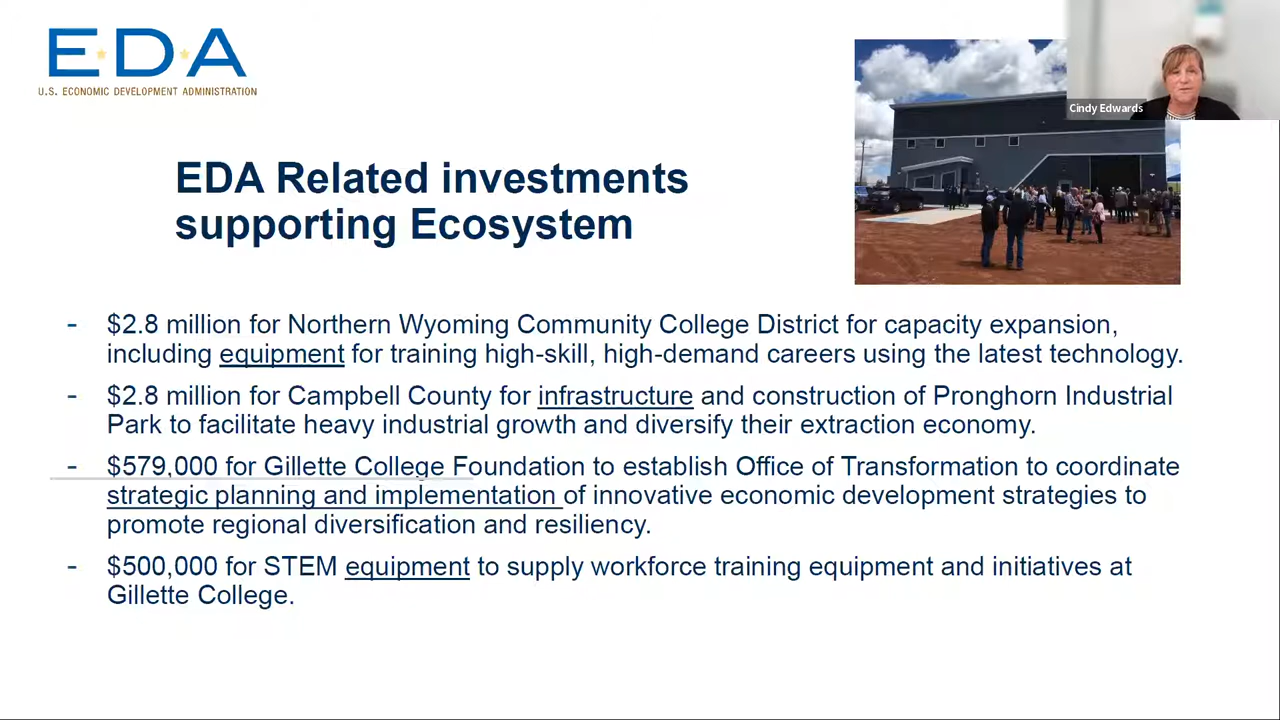 E·D·A
U.S. ECONOMIC DEVELOPMENT ADMINISTRATION
Cindy Edwards
EDA Related investments
supporting Ecosystem
- $2.8 million for Northern Wyoming Community College District for capacity expansion,
including equipment for training high-skill, high-demand careers using the latest technology.
- $2.8 million for Campbell County for infrastructure and construction of Pronghorn Industrial
Park to facilitate heavy industrial growth and diversify their extraction economy.
- $579,000 for Gillette College Foundation to establish Office of Transformation to coordinate
strategic planning and implementation of innovative economic development strategies to
promote regional diversification and resiliency.
- $500,000 for STEM equipment to supply workforce training equipment and initiatives at
Gillette College.